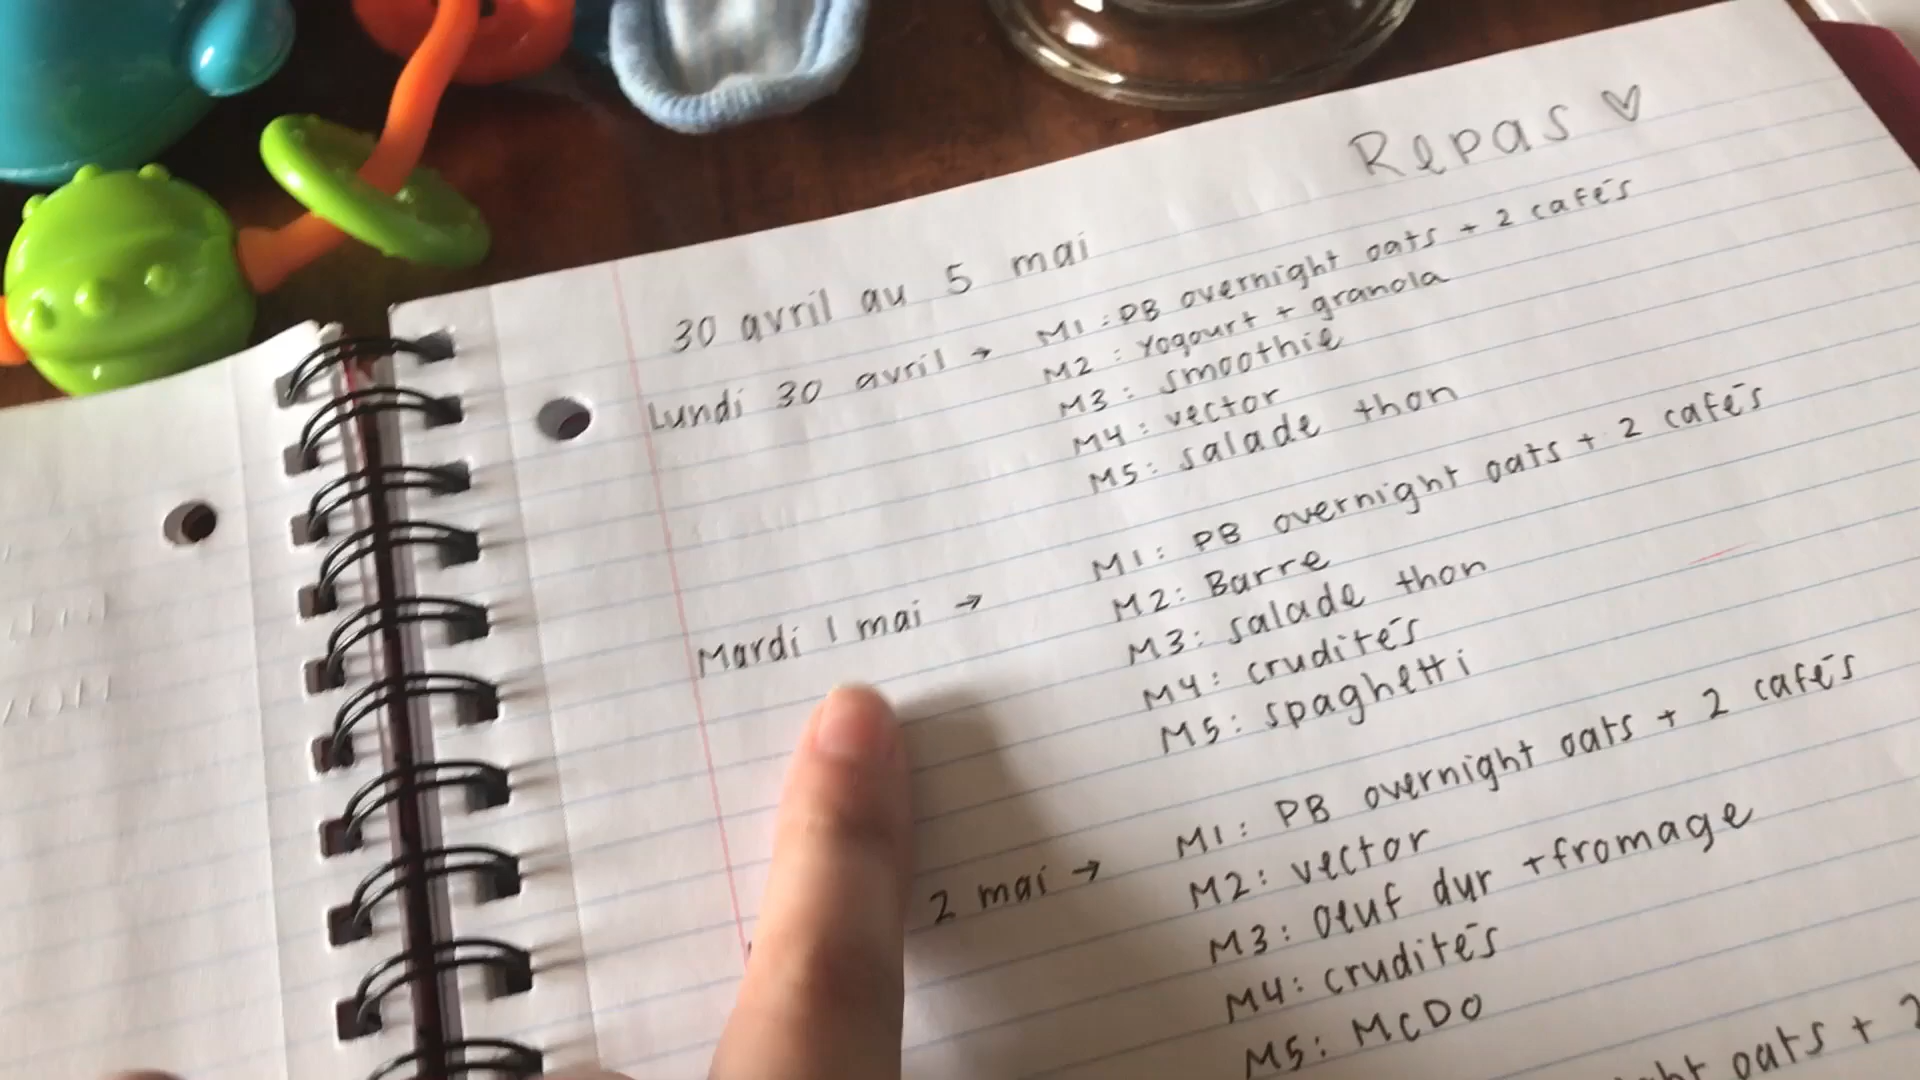 Repas ♡
30 avril au 5 mai
Lundi 30 avril → M1: PB overnight oats + 2 cafés
M2: Yogourt + granola
M3: smoothie
M4: vector
M5: salade thon
Mardi 1 mai → M1: PB overnight oats + 2 cafés
M2: Barre
M3: salade thon
M4: crudités
M5: spaghetti
2 mai → M1: PB overnight oats + 2 cafés
M2: vector
M3: oeuf dur + fromage
M4: crudités
M5: MCDO
oats + 2